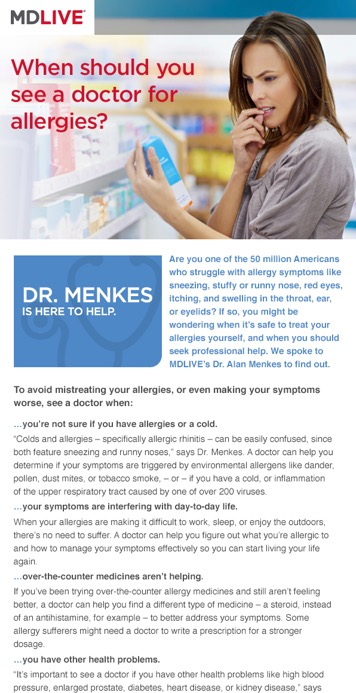 MDLIVE
When should you
see a doctor for
allergies?
DR. MENKES
IS HERE TO HELP.
Are you one of the 50 million Americans
who struggle with allergy symptoms like
sneezing, stuffy or runny nose, red eyes,
itching, and swelling in the throat, ear,
or eyelids? If so, you might be
wondering when it's safe to treat your
allergies yourself, and when you should
seek professional help. We spoke to
MDLIVE's Dr. Alan Menkes to find out.
To avoid mistreating your allergies, or even making your symptoms
worse, see a doctor when:
…you're not sure if you have allergies or a cold.
“Colds and allergies – specifically allergic rhinitis – can be easily confused, since
both feature sneezing and runny noses,” says Dr. Menkes. A doctor can help you
determine if your symptoms are triggered by environmental allergens like dander,
pollen, dust mites, or tobacco smoke, – or – if you have a cold, or inflammation
of the upper respiratory tract caused by one of over 200 viruses.
…your symptoms are interfering with day-to-day life.
When your allergies are making it difficult to work, sleep, or enjoy the outdoors,
there's no need to suffer. A doctor can help you figure out what you're allergic to
and how to manage your symptoms effectively so you can start living your life
again.
…over-the-counter medicines aren't helping.
If you've been trying over-the-counter allergy medicines and still aren't feeling
better, a doctor can help you find a different type of medicine – a steroid, instead
of an antihistamine, for example – to better address your symptoms. Some
allergy sufferers might need a doctor to write a prescription for a stronger
dosage.
…you have other health problems.
“It's important to see a doctor if you have other health problems like high blood
pressure, enlarged prostate, diabetes, heart disease, or kidney disease,” says